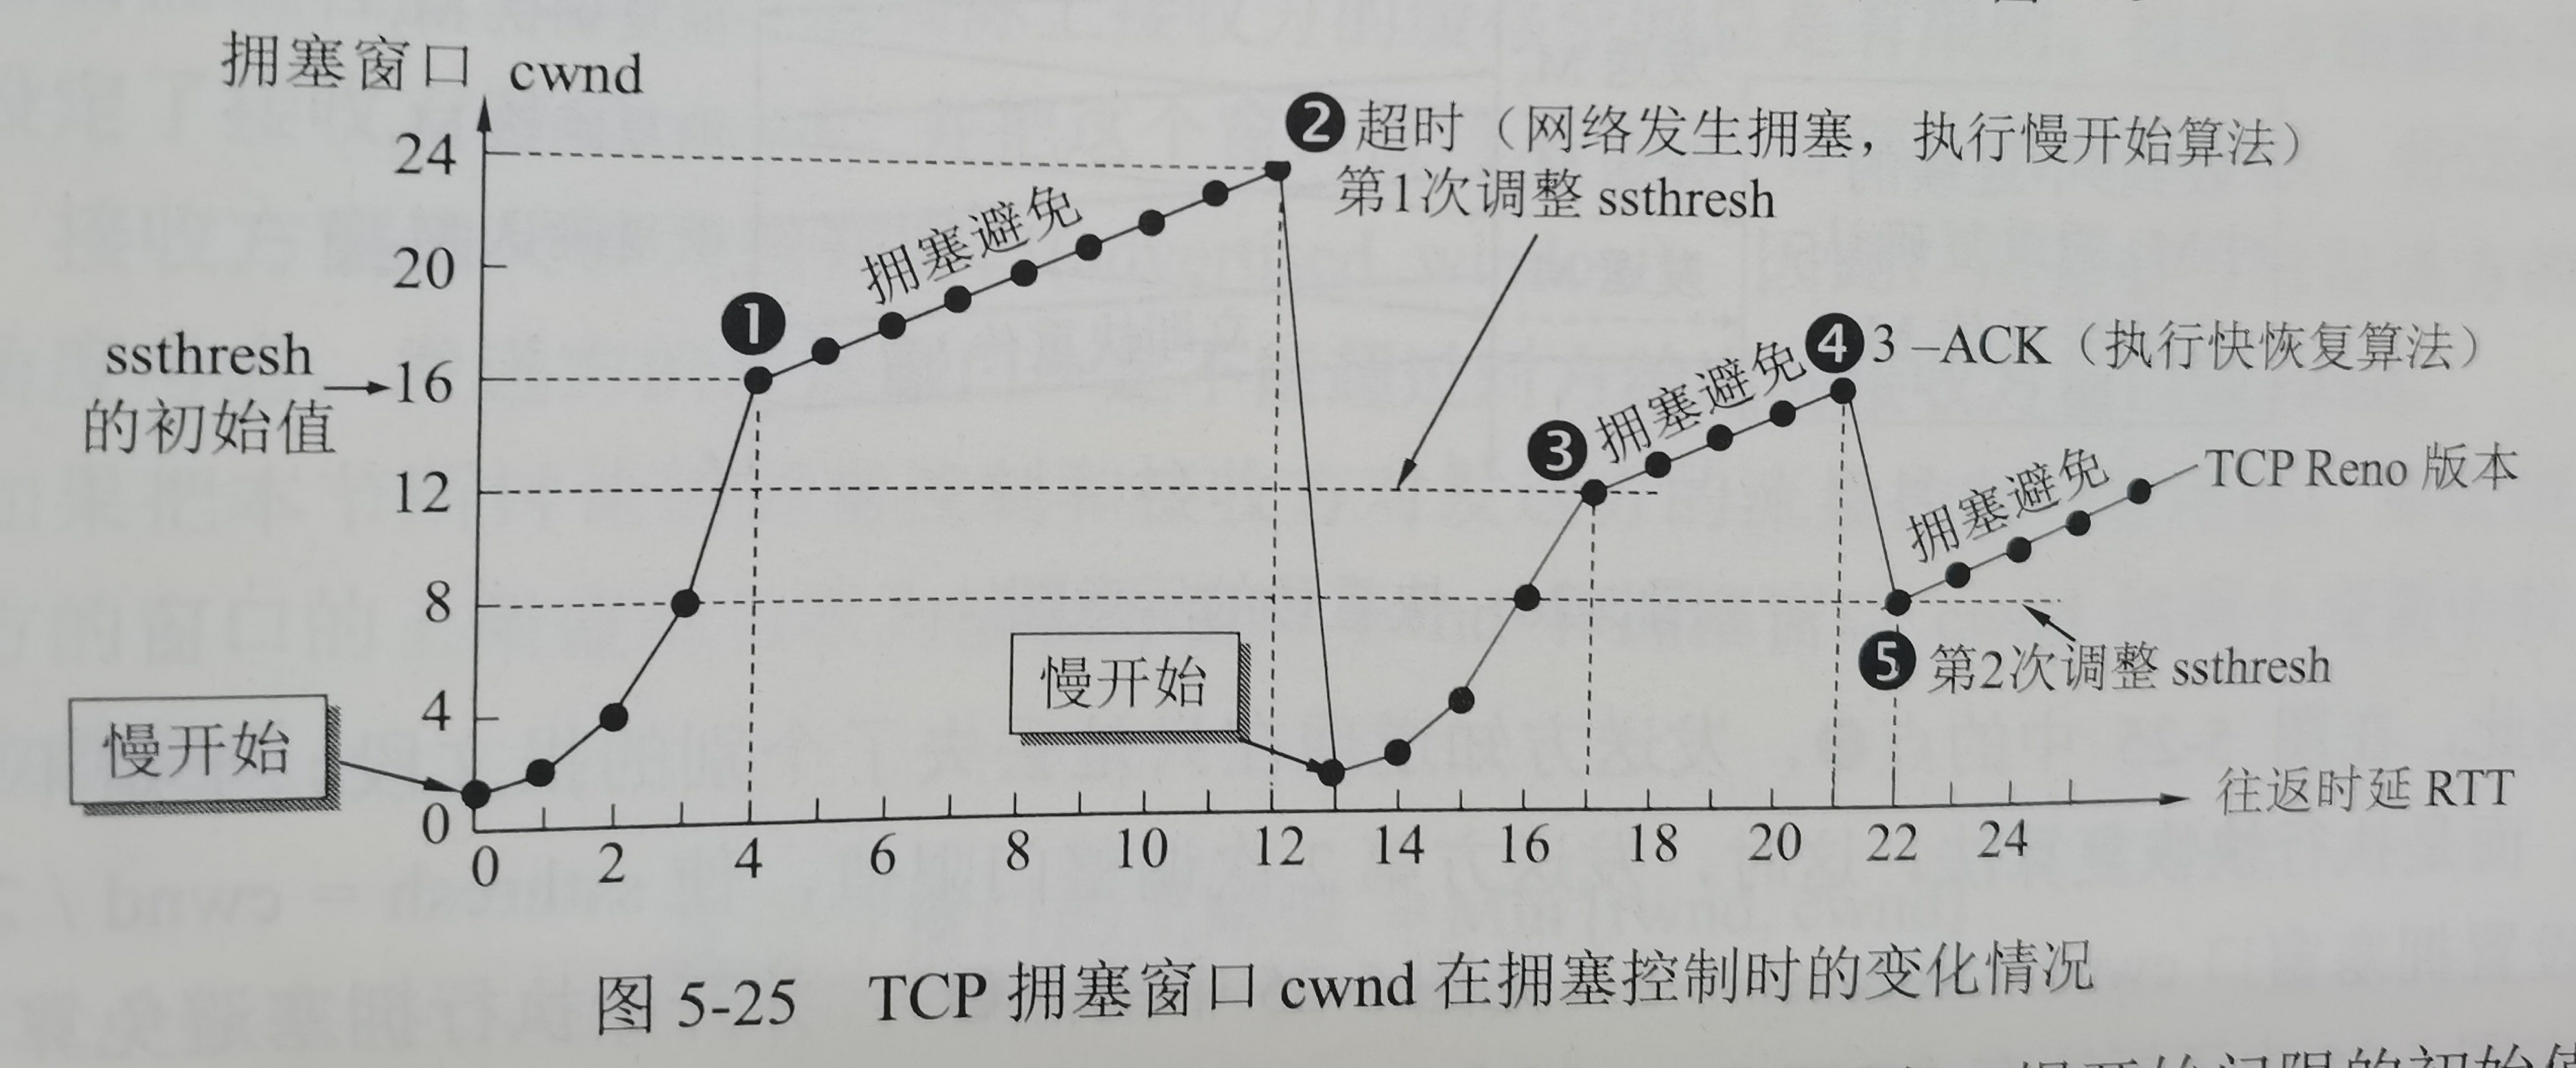 拥塞窗口 cwnd
24
20
16
12
8
4
0
ssthresh
的初始值
慢开始
❶
拥塞避免
❷超时（网络发生拥塞，执行慢开始算法）
第1次调整 ssthresh
慢开始
❸
拥塞避免
❹3 –ACK（执行快恢复算法）
拥塞避免
TCP Reno 版本
❺第2次调整 ssthresh
0 2 4 6 8 10 12 14 16 18 20 22 24
往返时延 RTT
图 5-25 TCP 拥塞窗口 cwnd 在拥塞控制时的变化情况